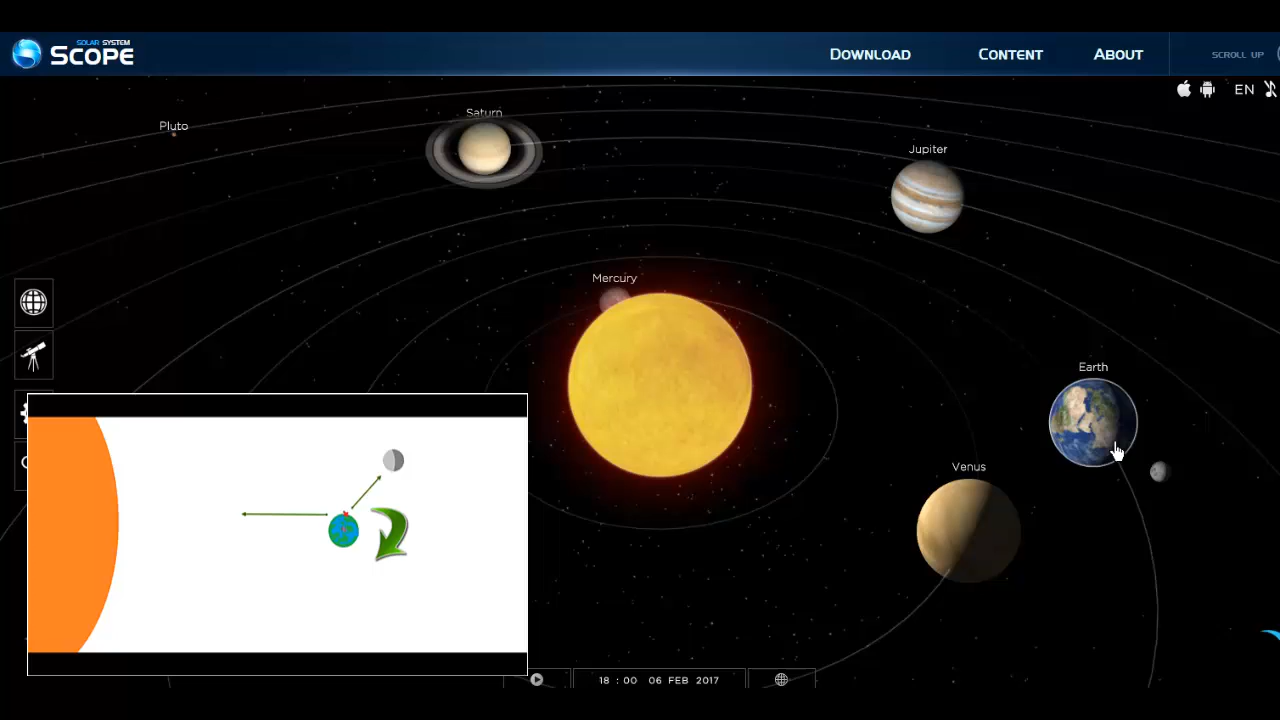 SOLAR SYSTEM
SCOPE
DOWNLOAD
CONTENT
ABOUT
SCROLL UP
EN
Pluto
Saturn
Jupiter
Mercury
Earth
Venus
18 : 00 06 FEB 2017